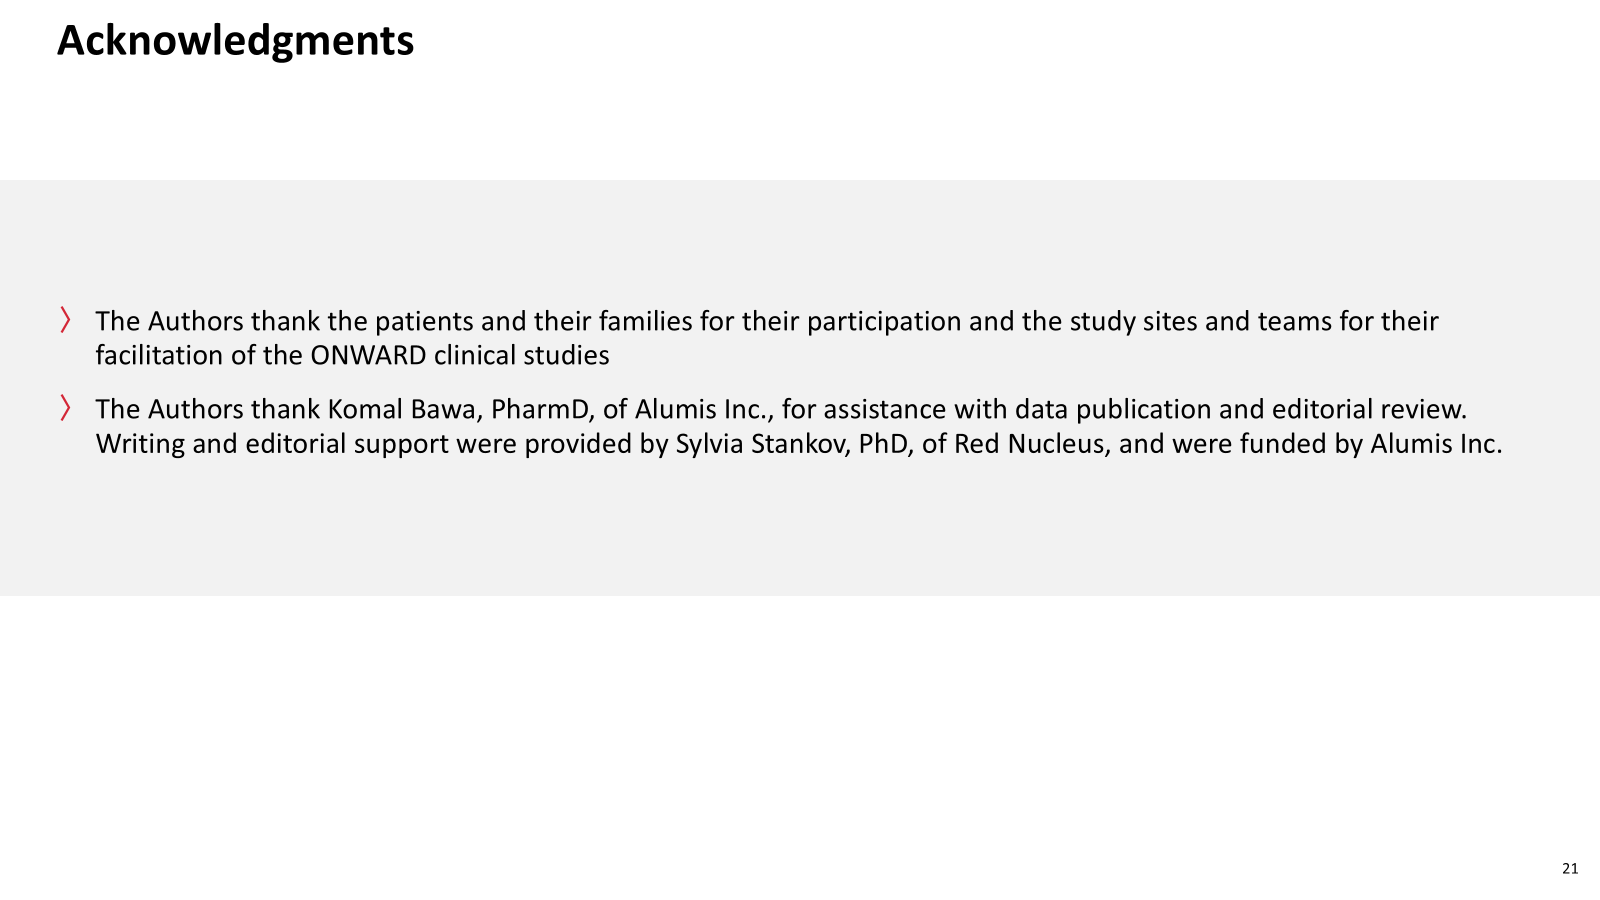 Acknowledgments
〉 The Authors thank the patients and their families for their participation and the study sites and teams for their
facilitation of the ONWARD clinical studies
〉 The Authors thank Komal Bawa, PharmD, of Alumis Inc., for assistance with data publication and editorial review.
Writing and editorial support were provided by Sylvia Stankov, PhD, of Red Nucleus, and were funded by Alumis Inc.
21